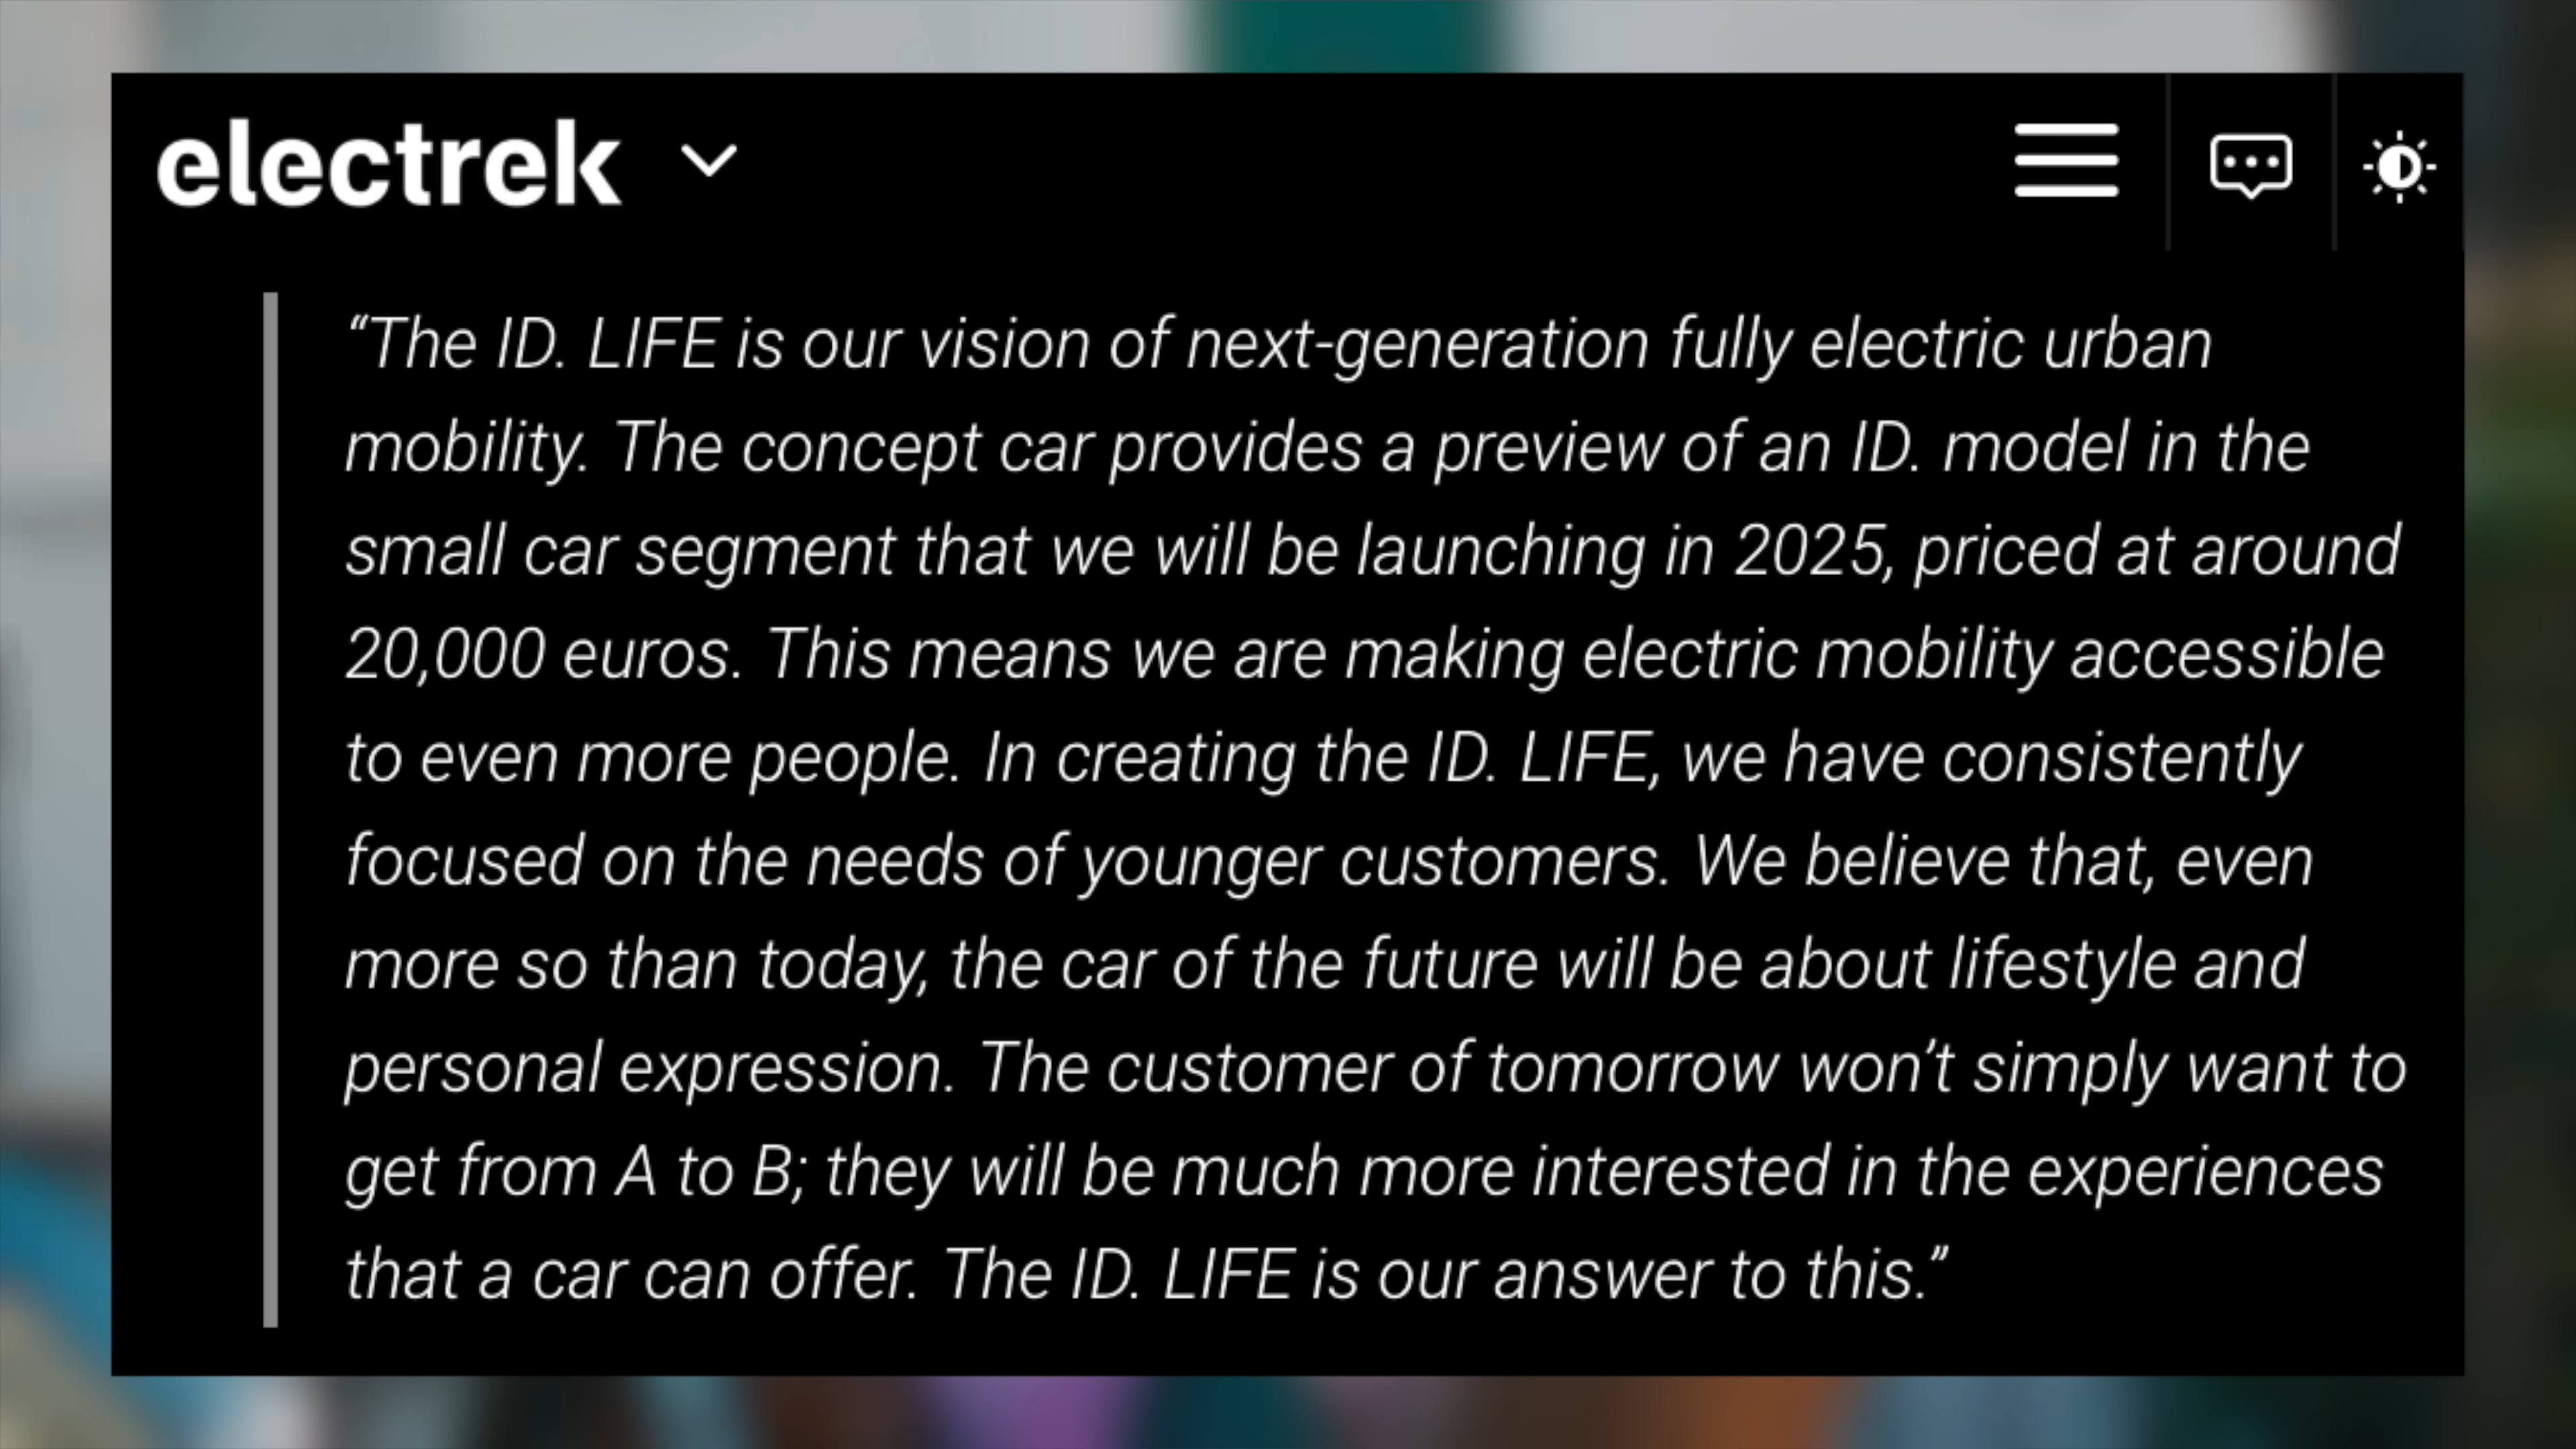 electrek
“The ID. LIFE is our vision of next-generation fully electric urban
mobility. The concept car provides a preview of an ID. model in the
small car segment that we will be launching in 2025, priced at around
20,000 euros. This means we are making electric mobility accessible
to even more people. In creating the ID. LIFE, we have consistently
focused on the needs of younger customers. We believe that, even
more so than today, the car of the future will be about lifestyle and
personal expression. The customer of tomorrow won’t simply want to
get from A to B; they will be much more interested in the experiences
that a car can offer. The ID. LIFE is our answer to this.”